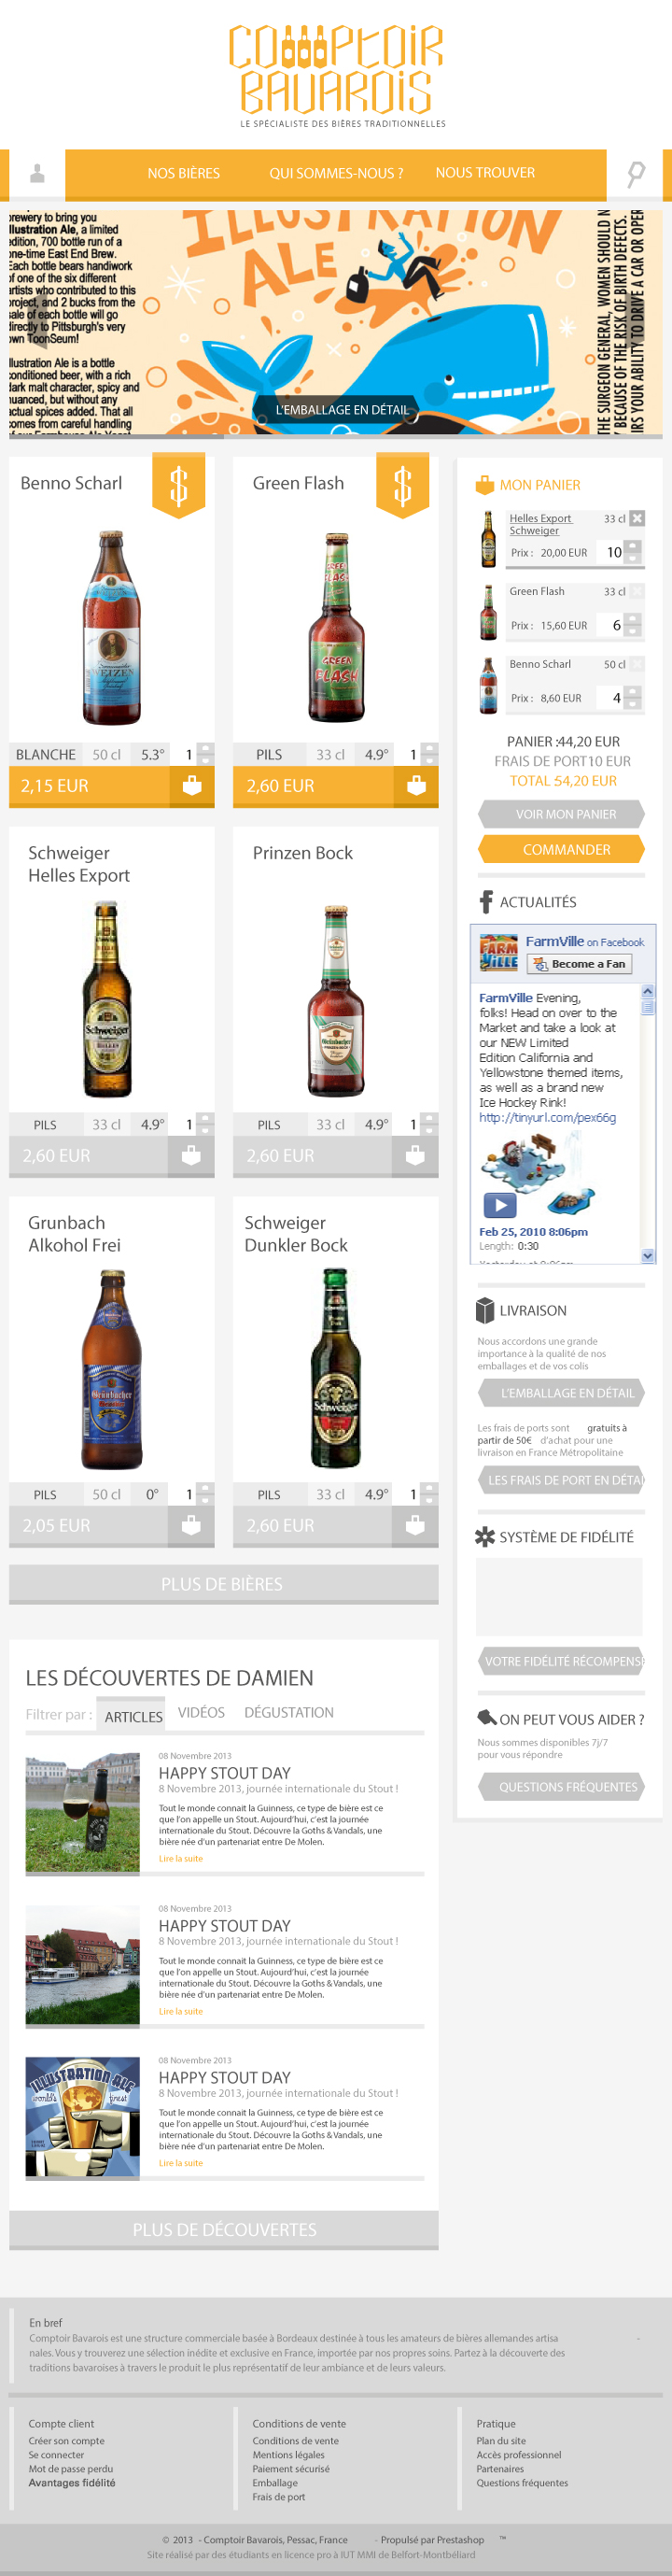 COMPTOIR
BAVAROIS
LE SPÉCIALISTE DES BIÈRES TRADITIONNELLES
NOS BIÈRES
QUI SOMMES-NOUS ?
NOUS TROUVER
brewery to bring you
Illustration Ale, a limited
edition, 700 bottle run of a
one-time East End Brew.
Each bottle bears handiwork
of one of the six different
artists who contributed to this
project, and 2 bucks from the
sale of each bottle will go
directly to Pittsburgh's very
own ToonSeum!
Illustration Ale is a bottle
conditioned beer, with a rich
dark malt character, spicy and
nuanced, but without any
actual spices added. That all
comes from careful handling
of our Farmhouse Ale Yeast
ILLUSTRATION
ALE
THE SURGEON GENERAL, WOMEN SHOULD N
BECAUSE OF THE RISK OF BIRTH DEFECTS.
IRS YOUR ABILITY TO DRIVE A CAR OR OPER
L'EMBALLAGE EN DÉTAIL
Benno Scharl
$
WEIZEN
BLANCHE 50 cl 5.3° 1
2,15 EUR
Green Flash
$
GREEN
FLASH
PILS 33 cl 4.9° 1
2,60 EUR
Schweiger
Helles Export
Schweiger
HELLES
PILS 33 cl 4.9° 1
2,60 EUR
Prinzen Bock
Grünbacher
PRINZEN BOCK
PILS 33 cl 4.9° 1
2,60 EUR
Grunbach
Alkohol Frei
Grünbacher
PILS 50 cl 0° 1
2,05 EUR
Schweiger
Dunkler Bock
Schweiger
PILS 33 cl 4.9° 1
2,60 EUR
PLUS DE BIÈRES
MON PANIER
Helles Export
Schweiger
33 cl
Prix : 20,00 EUR 10
Green Flash 33 cl
Prix : 15,60 EUR 6
Benno Scharl 50 cl
Prix : 8,60 EUR 4
PANIER :44,20 EUR
FRAIS DE PORT10 EUR
TOTAL :54,20 EUR
VOIR MON PANIER
COMMANDER
ACTUALITÉS
FARM
VILLE
FarmVille on Facebook
Become a Fan
FarmVille Evening,
folks! Head on over to the
Market and take a look at
our NEW Limited
Edition California and
Yellowstone themed items,
as well as a brand new
Ice Hockey Rink!
http://tinyurl.com/pex66g
Feb 25, 2010 8:06pm
Length: 0:30
LIVRAISON
Nous accordons une grande
importance à la qualité de nos
emballages et de vos colis
L'EMBALLAGE EN DÉTAIL
Les frais de ports sont gratuits à
partir de 50€ d'achat pour une
livraison en France Métropolitaine
LES FRAIS DE PORT EN DÉTAI
SYSTÈME DE FIDÉLITÉ
VOTRE FIDÉLITÉ RÉCOMPENSÉ
ON PEUT VOUS AIDER ?
Nous sommes disponibles 7j/7
pour vous répondre
QUESTIONS FRÉQUENTES
LES DÉCOUVERTES DE DAMIEN
Filtrer par : ARTICLES VIDÉOS DÉGUSTATION
08 Novembre 2013
HAPPY STOUT DAY
8 Novembre 2013, journée internationale du Stout !
Tout le monde connait la Guinness, ce type de bière est ce
que l'on appelle un Stout. Aujourd'hui, c'est la journée
internationale du Stout. Découvre la Goths & Vandals, une
bière née d'un partenariat entre De Molen.
Lire la suite
08 Novembre 2013
HAPPY STOUT DAY
8 Novembre 2013, journée internationale du Stout !
Tout le monde connait la Guinness, ce type de bière est ce
que l'on appelle un Stout. Aujourd'hui, c'est la journée
internationale du Stout. Découvre la Goths & Vandals, une
bière née d'un partenariat entre De Molen.
Lire la suite
ILLUSTRATION ALE
world's finest
08 Novembre 2013
HAPPY STOUT DAY
8 Novembre 2013, journée internationale du Stout !
Tout le monde connait la Guinness, ce type de bière est ce
que l'on appelle un Stout. Aujourd'hui, c'est la journée
internationale du Stout. Découvre la Goths & Vandals, une
bière née d'un partenariat entre De Molen.
Lire la suite
PLUS DE DÉCOUVERTES
En bref
Comptoir Bavarois est une structure commerciale basée à Bordeaux destinée à tous les amateurs de bières allemandes artisa -
nales. Vous y trouverez une sélection inédite et exclusive en France, importée par nos propres soins. Partez à la découverte des
traditions bavaroises à travers le produit le plus représentatif de leur ambiance et de leurs valeurs.
Compte client
Créer son compte
Se connecter
Mot de passe perdu
Avantages fidélité
Conditions de vente
Conditions de vente
Mentions légales
Paiement sécurisé
Emballage
Frais de port
Pratique
Plan du site
Accès professionnel
Partenaires
Questions fréquentes
© 2013 - Comptoir Bavarois, Pessac, France - Propulsé par Prestashop ™
Site réalisé par des étudiants en licence pro à IUT MMI de Belfort-Montbéliard